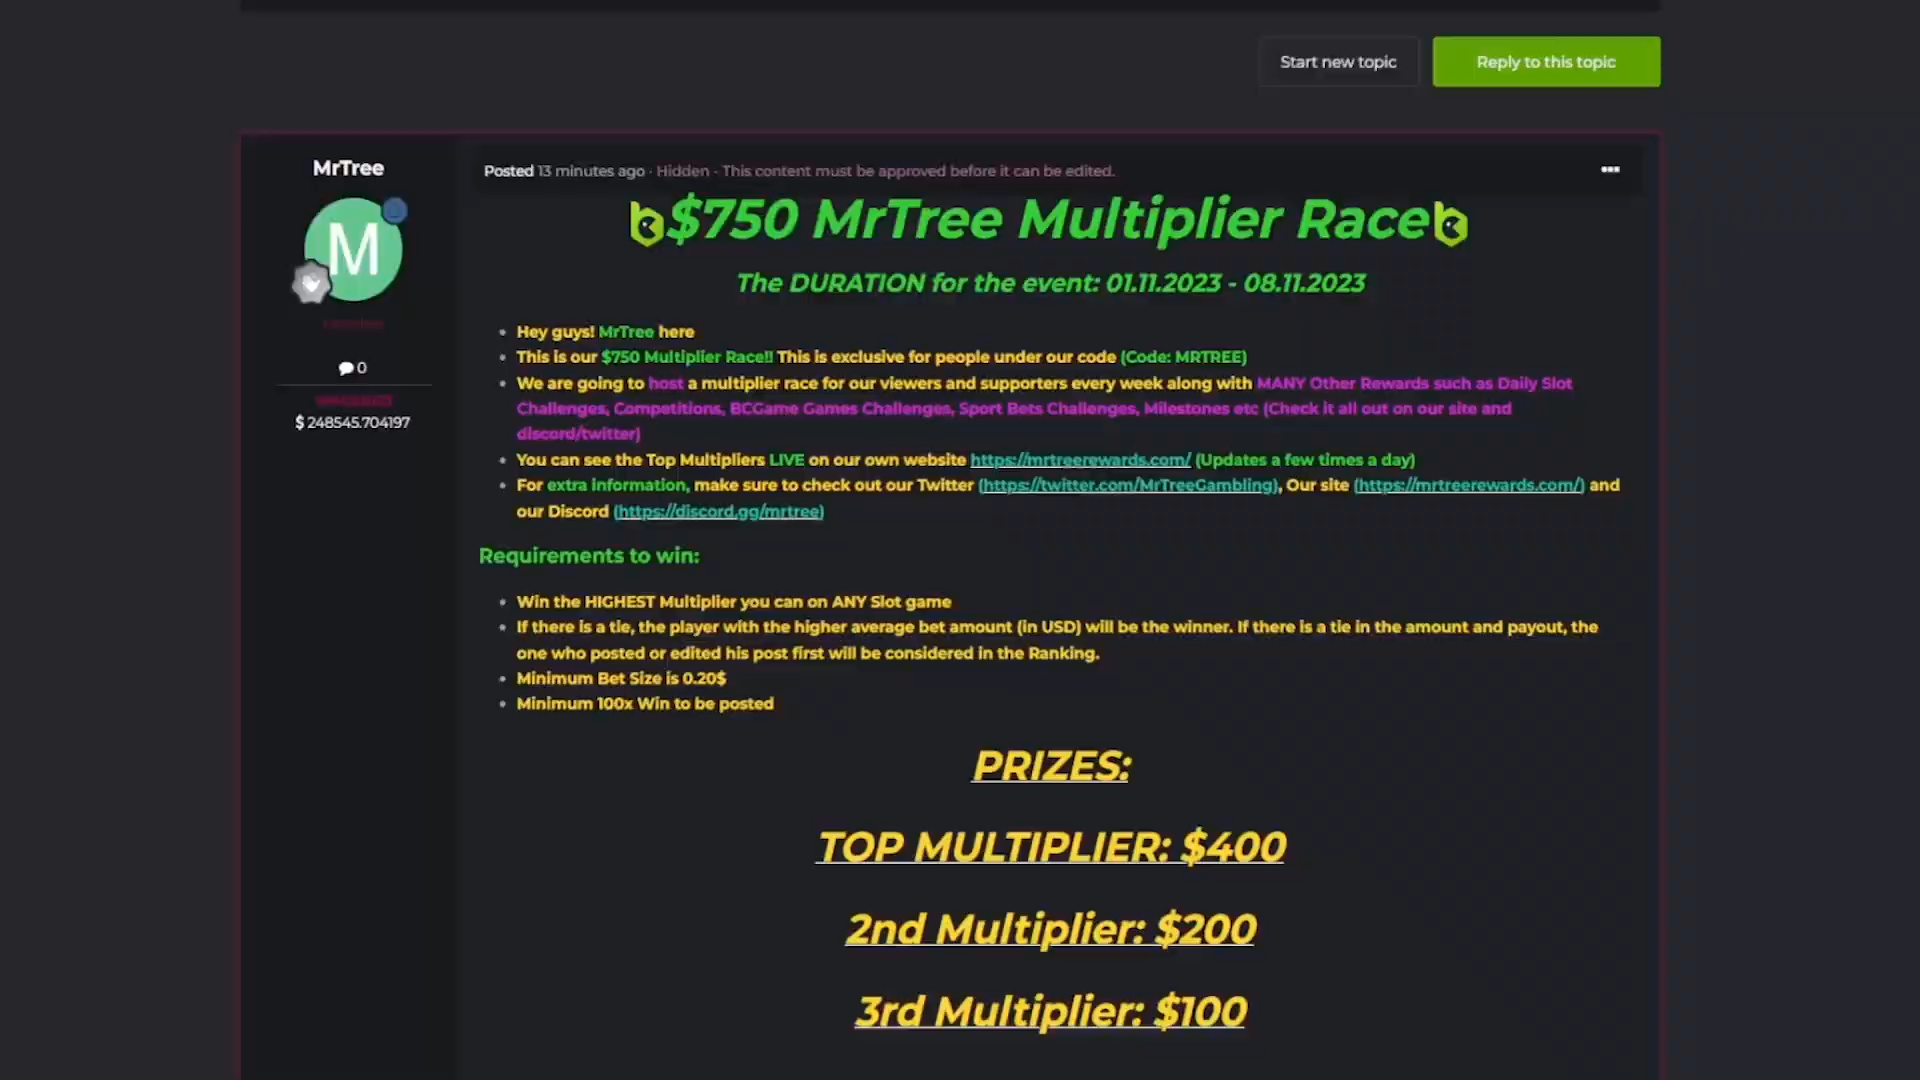 Start new topic
Reply to this topic
MrTree
Posted 13 minutes ago · Hidden - This content must be approved before it can be edited.
M
$750 MrTree Multiplier Race
The DURATION for the event: 01.11.2023 - 08.11.2023
Hey guys! MrTree here
This is our $750 Multiplier Race!! This is exclusive for people under our code (Code: MRTREE)
We are going to host a multiplier race for our viewers and supporters every week along with MANY Other Rewards such as Daily Slot
Challenges, Competitions, BCGame Games Challenges, Sport Bets Challenges, Milestones etc (Check it all out on our site and
discord/twitter)
You can see the Top Multipliers LIVE on our own website https://mrtreerewards.com/ (Updates a few times a day)
For extra information, make sure to check out our Twitter (https://twitter.com/MrTreeGambling), Our site (https://mrtreerewards.com/) and
our Discord (https://discord.gg/mrtree)
0
$ 248545.704197
Requirements to win:
Win the HIGHEST Multiplier you can on ANY Slot game
If there is a tie, the player with the higher average bet amount (in USD) will be the winner. If there is a tie in the amount and payout, the
one who posted or edited his post first will be considered in the Ranking.
Minimum Bet Size is 0.20$
Minimum 100x Win to be posted
PRIZES:
TOP MULTIPLIER: $400
2nd Multiplier: $200
3rd Multiplier: $100